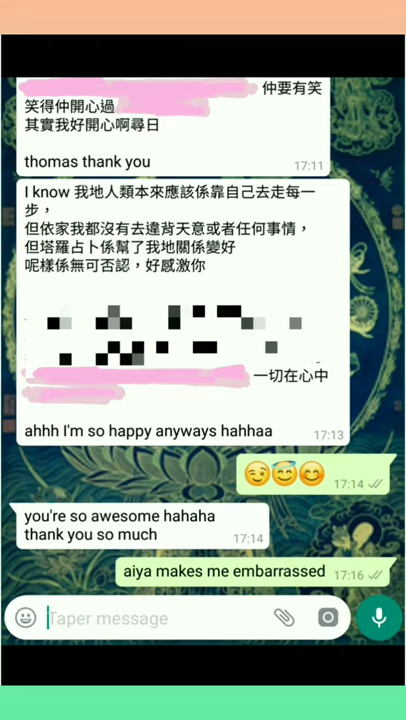 仲要有笑
笑得仲開心過
其實我好開心啊尋日
thomas thank you
17:11
I know 我地人類本來應該係靠自己去走每一
步，
但依家我都沒有去違背天意或者任何事情，
但塔羅占卜係幫了我地關係變好
呢樣係無可否認，好感激你
一切在心中
ahhh I'm so happy anyways hahhaa
17:13
17:14
you're so awesome hahaha
thank you so much
17:14
aiya makes me embarrassed
17:16
Taper message